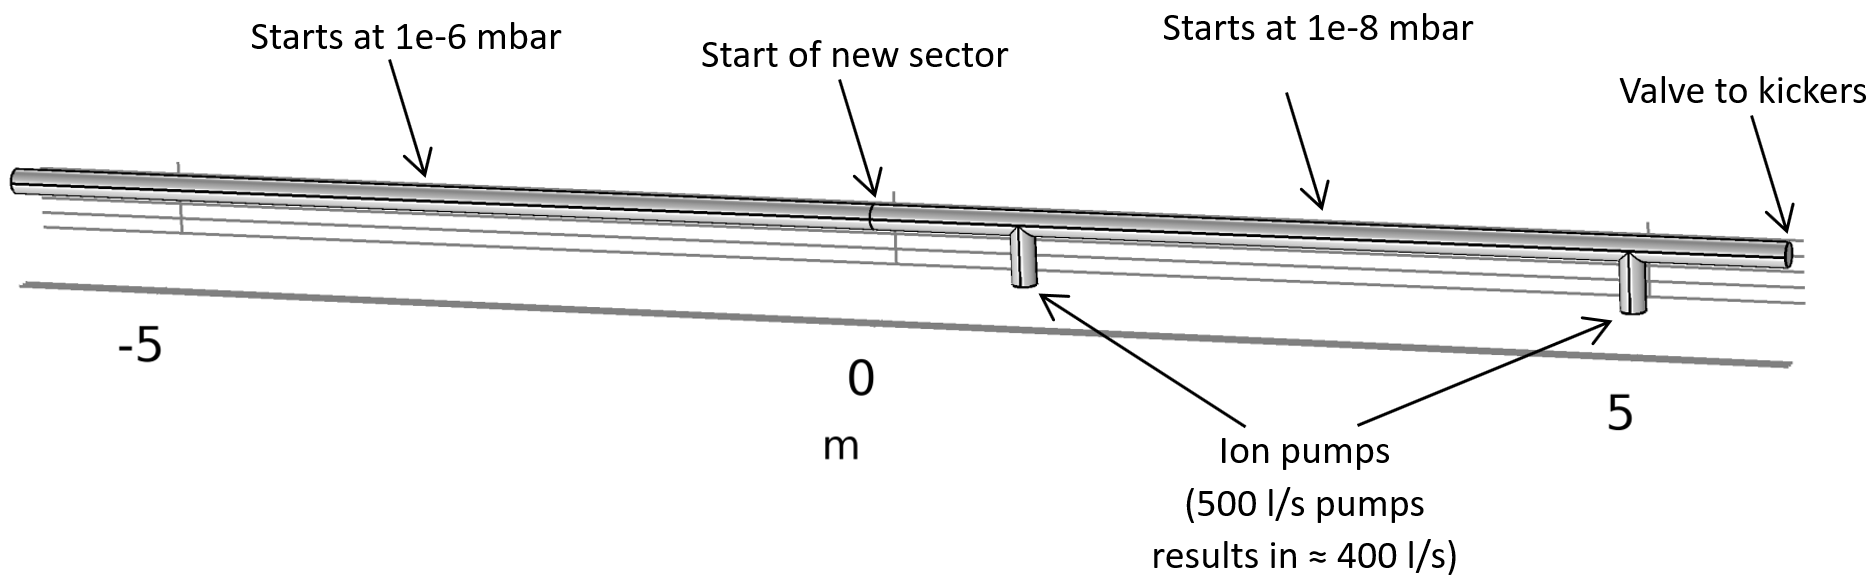 Starts at 1e-6 mbar
Start of new sector
Starts at 1e-8 mbar
Valve to kickers
-5
0
5
m
Ion pumps
(500 l/s pumps
results in ≈ 400 l/s)